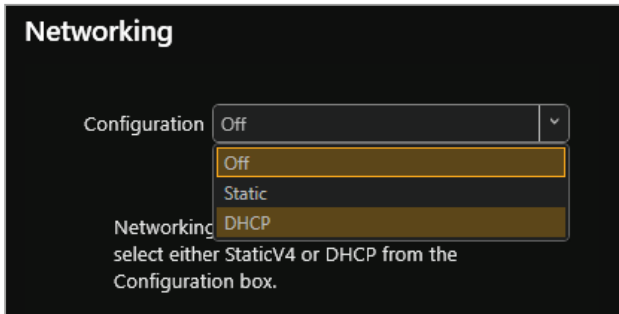 Networking
Configuration Off
Off
Static
DHCP
Networking
select either StaticV4 or DHCP from the
Configuration box.